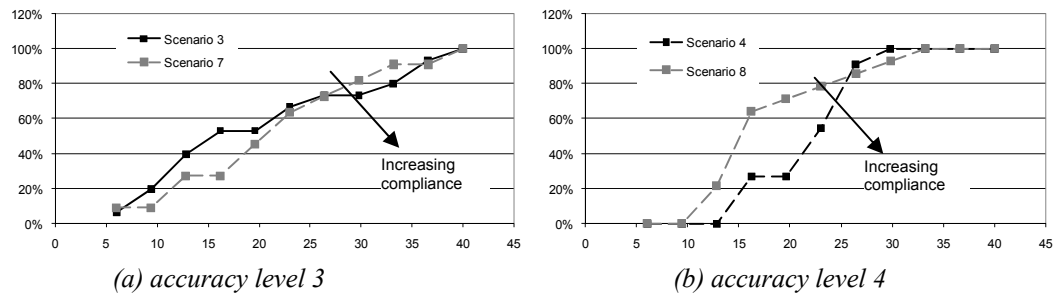 120%
100%
80%
60%
40%
20%
0%
Scenario 3
Scenario 7
Increasing
compliance
0 5 10 15 20 25 30 35 40 45
(a) accuracy level 3
120%
100%
80%
60%
40%
20%
0%
Scenario 4
Scenario 8
Increasing
compliance
0 5 10 15 20 25 30 35 40 45
(b) accuracy level 4